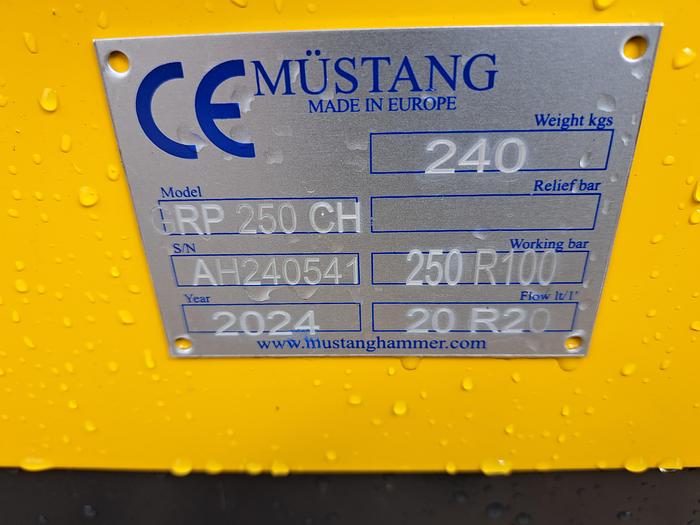 CE MÜSTANG
MADE IN EUROPE
Weight kgs
240
Model
GRP 250 CH
Relief bar
S/N
AH240541
Working bar
250 R100
Year
2024
Flow lt/1'
20 R20
www.mustanghammer.com